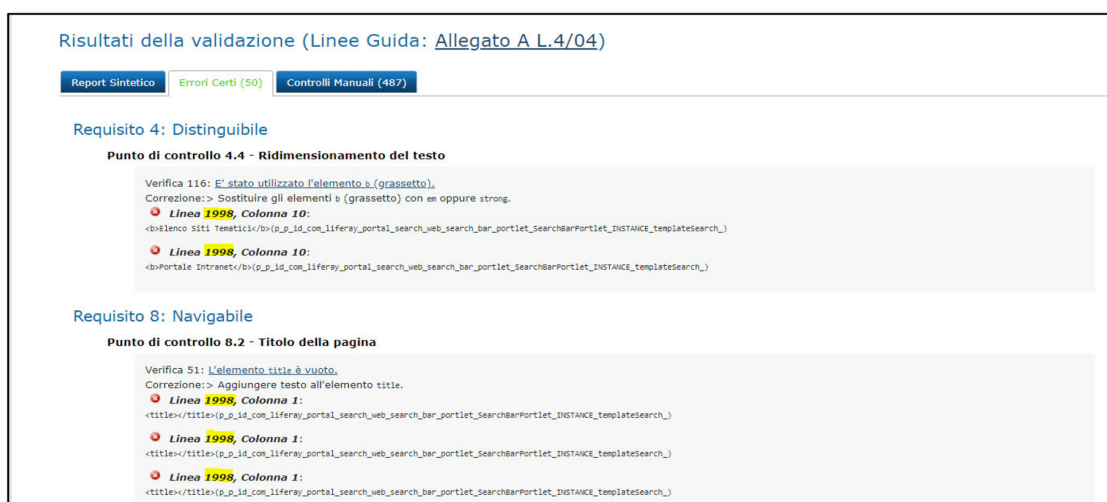 Risultati della validazione (Linee Guida: Allegato A L.4/04)
Report Sintetico
Errori Certi (50)
Controlli Manuali (487)
Requisito 4: Distinguibile
Punto di controllo 4.4 - Ridimensionamento del testo
Verifica 116: E' stato utilizzato l'elemento b (grassetto).
Correzione:> Sostituire gli elementi b (grassetto) con em oppure strong.
Linea 1998, Colonna 10:
<b>Elenco Siti Tematici</b>(p_p_id_com_liferay_portal_search_web_search_bar_portlet_SearchBarPortlet_INSTANCE_templateSearch_)
Linea 1998, Colonna 10:
<b>Portale Intranet</b>(p_p_id_com_liferay_portal_search_web_search_bar_portlet_SearchBarPortlet_INSTANCE_templateSearch_)
Requisito 8: Navigabile
Punto di controllo 8.2 - Titolo della pagina
Verifica 51: L'elemento title è vuoto.
Correzione:> Aggiungere testo all'elemento title.
Linea 1998, Colonna 1:
<title></title>(p_p_id_com_liferay_portal_search_web_search_bar_portlet_SearchBarPortlet_INSTANCE_templateSearch_)
Linea 1998, Colonna 1:
<title></title>(p_p_id_com_liferay_portal_search_web_search_bar_portlet_SearchBarPortlet_INSTANCE_templateSearch_)
Linea 1998, Colonna 1:
<title></title>(p_p_id_com_liferay_portal_search_web_search_bar_portlet_SearchBarPortlet_INSTANCE_templateSearch_)